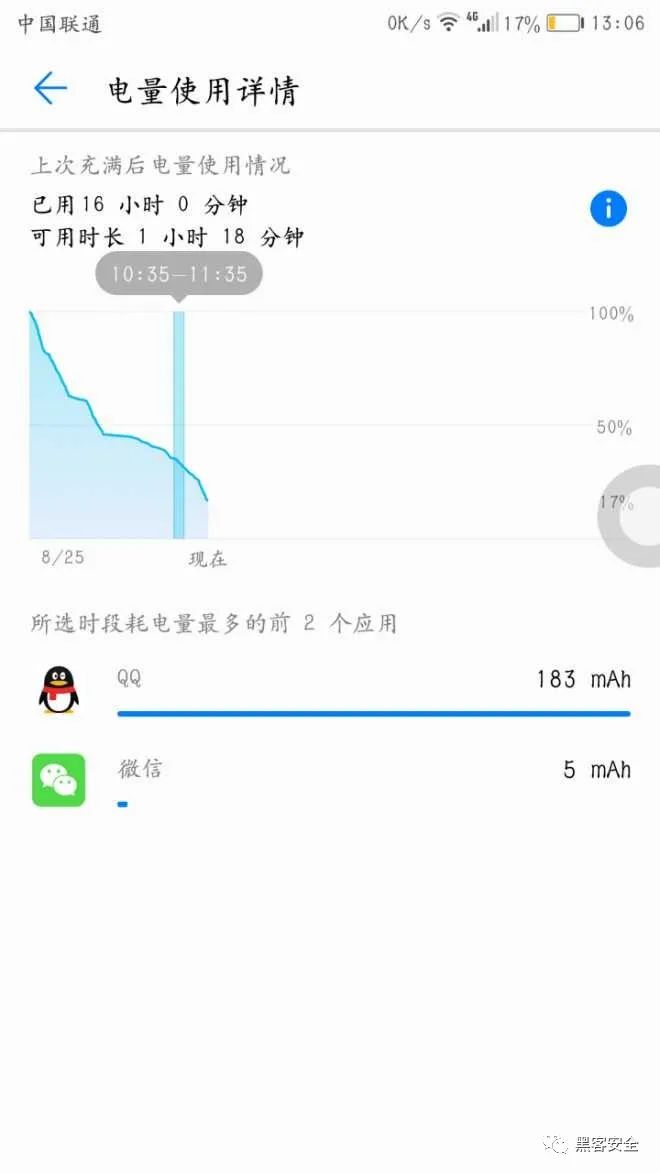 中国联通 0K/s 4G 17% 13:06
电量使用详情
上次充满后电量使用情况
已用16 小时 0 分钟
可用时长 1 小时 18 分钟
10:35—11:35
100%
50%
17%
8/25 现在
所选时段耗电量最多的前 2 个应用
QQ 183 mAh
微信 5 mAh
黑客安全